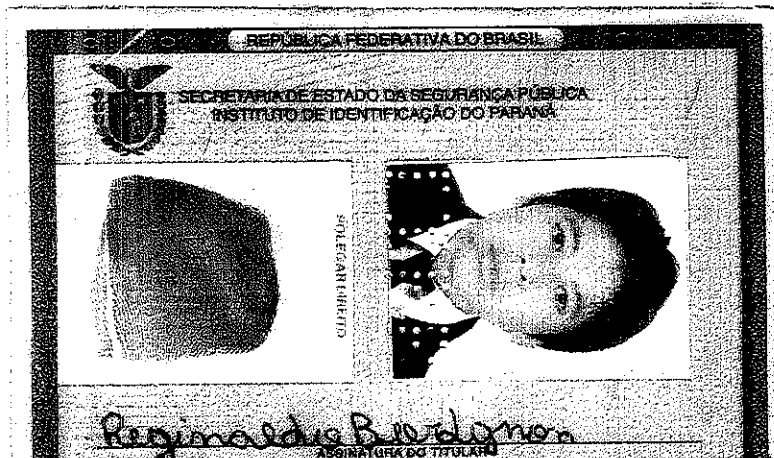 REPÚBLICA FEDERATIVA DO BRASIL
SECRETARIA DE ESTADO DA SEGURANÇA PÚBLICA
INSTITUTO DE IDENTIFICAÇÃO DO PARANÁ
POLEGAR DIREITO
ASSINATURA DO TITULAR